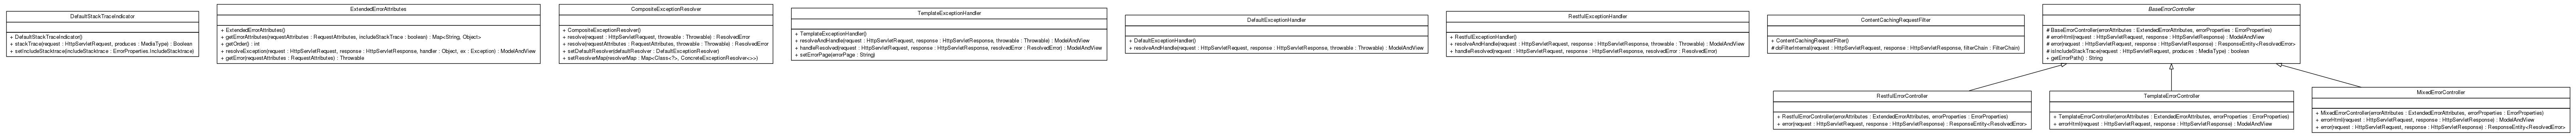 DefaultStackTraceIndicator
+ DefaultStackTraceIndicator()
+ stackTrace(request : HttpServletRequest, produces : MediaType) : Boolean
+ setIncludeStacktrace(includeStacktrace : ErrorProperties.IncludeStacktrace)
ExtendedErrorAttributes
+ ExtendedErrorAttributes()
+ getErrorAttributes(requestAttributes : RequestAttributes, includeStackTrace : boolean) : Map<String, Object>
+ getOrder() : int
+ resolveException(request : HttpServletRequest, response : HttpServletResponse, handler : Object, ex : Exception) : ModelAndView
+ getError(requestAttributes : RequestAttributes) : Throwable
CompositeExceptionResolver
+ CompositeExceptionResolver()
+ resolve(request : HttpServletRequest, throwable : Throwable) : ResolvedError
+ resolve(requestAttributes : RequestAttributes, throwable : Throwable) : ResolvedError
+ setDefaultResolver(defaultResolver : DefaultExceptionResolver)
+ setResolverMap(resolverMap : Map<Class<?>, ConcreteExceptionResolver<>>)
TemplateExceptionHandler
+ TemplateExceptionHandler()
+ resolveAndHandle(request : HttpServletRequest, response : HttpServletResponse, throwable : Throwable) : ModelAndView
+ handleResolved(request : HttpServletRequest, response : HttpServletResponse, resolvedError : ResolvedError) : ModelAndView
+ setErrorPage(errorPage : String)
DefaultExceptionHandler
+ DefaultExceptionHandler()
+ resolveAndHandle(request : HttpServletRequest, response : HttpServletResponse, throwable : Throwable) : ModelAndView
RestfulExceptionHandler
+ RestfulExceptionHandler()
+ resolveAndHandle(request : HttpServletRequest, response : HttpServletResponse, throwable : Throwable) : ModelAndView
+ handleResolved(request : HttpServletRequest, response : HttpServletResponse, resolvedError : ResolvedError)
ContentCachingRequestFilter
+ ContentCachingRequestFilter()
# doFilterInternal(request : HttpServletRequest, response : HttpServletResponse, filterChain : FilterChain)
BaseErrorController
# BaseErrorController(errorAttributes : ExtendedErrorAttributes, errorProperties : ErrorProperties)
# errorHtml(request : HttpServletRequest, response : HttpServletResponse) : ModelAndView
# error(request : HttpServletRequest, response : HttpServletResponse) : ResponseEntity<ResolvedError>
# isIncludeStackTrace(request : HttpServletRequest, produces : MediaType) : boolean
+ getErrorPath() : String
RestfulErrorController
+ RestfulErrorController(errorAttributes : ExtendedErrorAttributes, errorProperties : ErrorProperties)
+ error(request : HttpServletRequest, response : HttpServletResponse) : ResponseEntity<ResolvedError>
TemplateErrorController
+ TemplateErrorController(errorAttributes : ExtendedErrorAttributes, errorProperties : ErrorProperties)
+ errorHtml(request : HttpServletRequest, response : HttpServletResponse) : ModelAndView
MixedErrorController
+ MixedErrorController(errorAttributes : ExtendedErrorAttributes, errorProperties : ErrorProperties)
+ errorHtml(request : HttpServletRequest, response : HttpServletResponse) : ModelAndView
+ error(request : HttpServletRequest, response : HttpServletResponse) : ResponseEntity<ResolvedError>